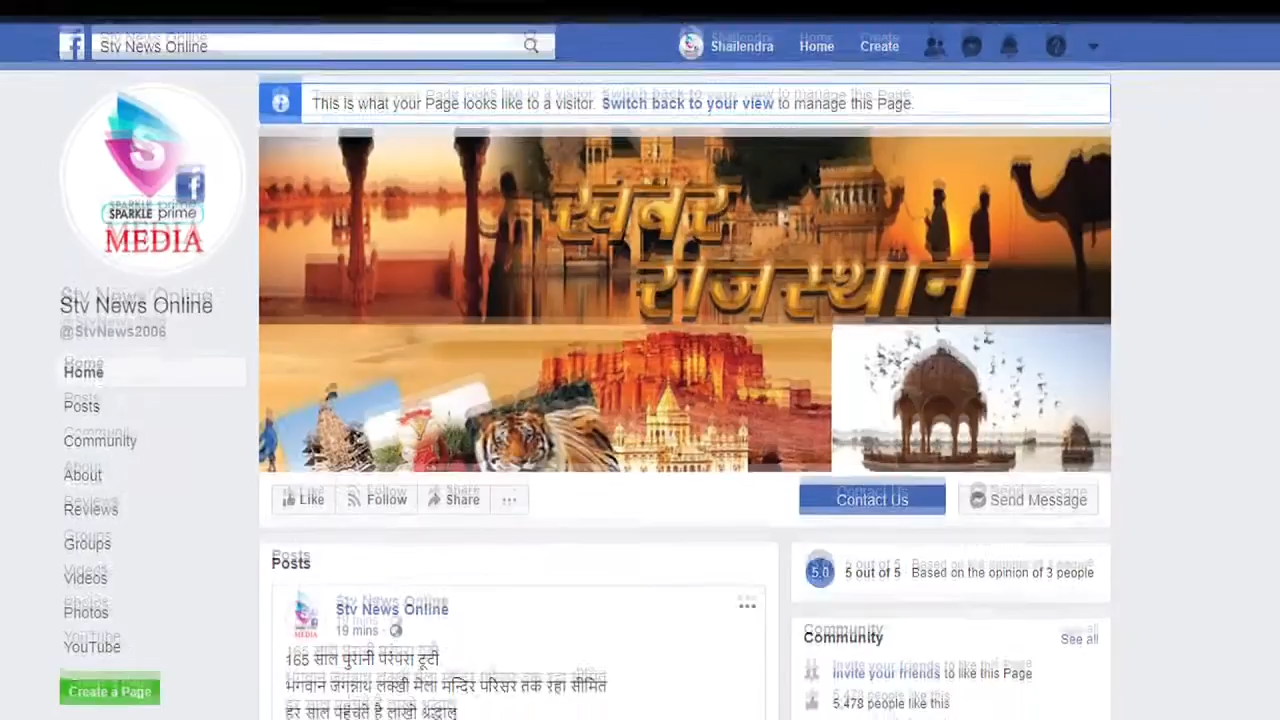 Stv News Online
Shailendra
Home
Create
This is what your Page looks like to a visitor. Switch back to your view to manage this Page.
S
SPARKLE prime
MEDIA
खबर
राजस्थान
Stv News Online
@StvNews2006
Home
Posts
Community
About
Reviews
Groups
Videos
Photos
YouTube
Create a Page
Like
Follow
Share
Contact Us
Send Message
Posts
Stv News Online
19 mins
165 साल पुरानी परंपरा टूटी
भगवान जगन्नाथ लक्खी मेला मन्दिर परिसर तक रहा सीमित
हर साल पहुंचते है लाखो श्रद्धालु
5.0
5 out of 5 Based on the opinion of 3 people
Community
See all
Invite your friends to like this Page
5,478 people like this